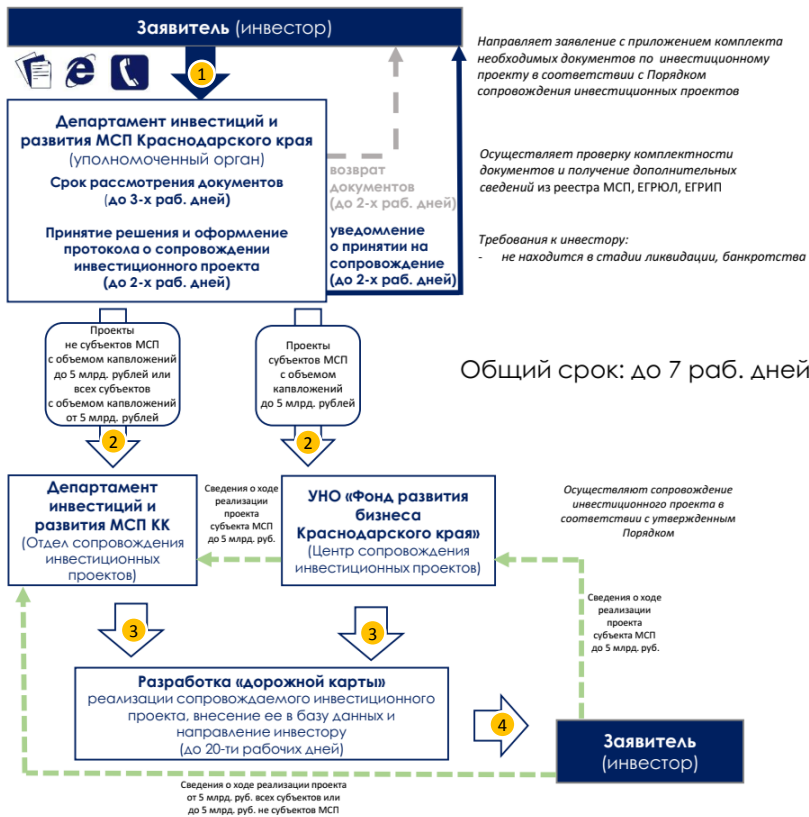 Заявитель (инвестор)
1
Направляет заявление с приложением комплекта
необходимых документов по инвестиционному
проекту в соответствии с Порядком
сопровождения инвестиционных проектов
Департамент инвестиций и
развития МСП Краснодарского края
(уполномоченный орган)
Срок рассмотрения документов
(до 3-х раб. дней)
Принятие решения и оформление
протокола о сопровождении
инвестиционного проекта
(до 2-х раб. дней)
возврат
документов
(до 2-х раб. дней)
уведомление
о принятии на
сопровождение
(до 2-х раб. дней)
Осуществляет проверку комплектности
документов и получение дополнительных
сведений из реестра МСП, ЕГРЮЛ, ЕГРИП
Требования к инвестору:
- не находится в стадии ликвидации, банкротства
Проекты
не субъектов МСП
с объемом капвложений
до 5 млрд. рублей или
всех субъектов
с объемом капвложений
от 5 млрд. рублей
2
Проекты
субъектов МСП
с объемом
капвложений
до 5 млрд. рублей
2
Общий срок: до 7 раб. дней
Департамент
инвестиций и
развития МСП КК
(Отдел сопровождения
инвестиционных
проектов)
Сведения о ходе
реализации
проекта
субъекта МСП
до 5 млрд. руб.
УНО «Фонд развития
бизнеса
Краснодарского края»
(Центр сопровождения
инвестиционных проектов)
Осуществляют сопровождение
инвестиционного проекта в
соответствии с утвержденным
Порядком
Сведения о ходе
реализации
проекта
субъекта МСП
до 5 млрд. руб.
3
3
Разработка «дорожной карты»
реализации сопровождаемого инвестиционного
проекта, внесение ее в базу данных и
направление инвестору
(до 20-ти рабочих дней)
4
Заявитель
(инвестор)
Сведения о ходе реализации проекта
от 5 млрд. руб. всех субъектов или
до 5 млрд. руб. не субъектов МСП